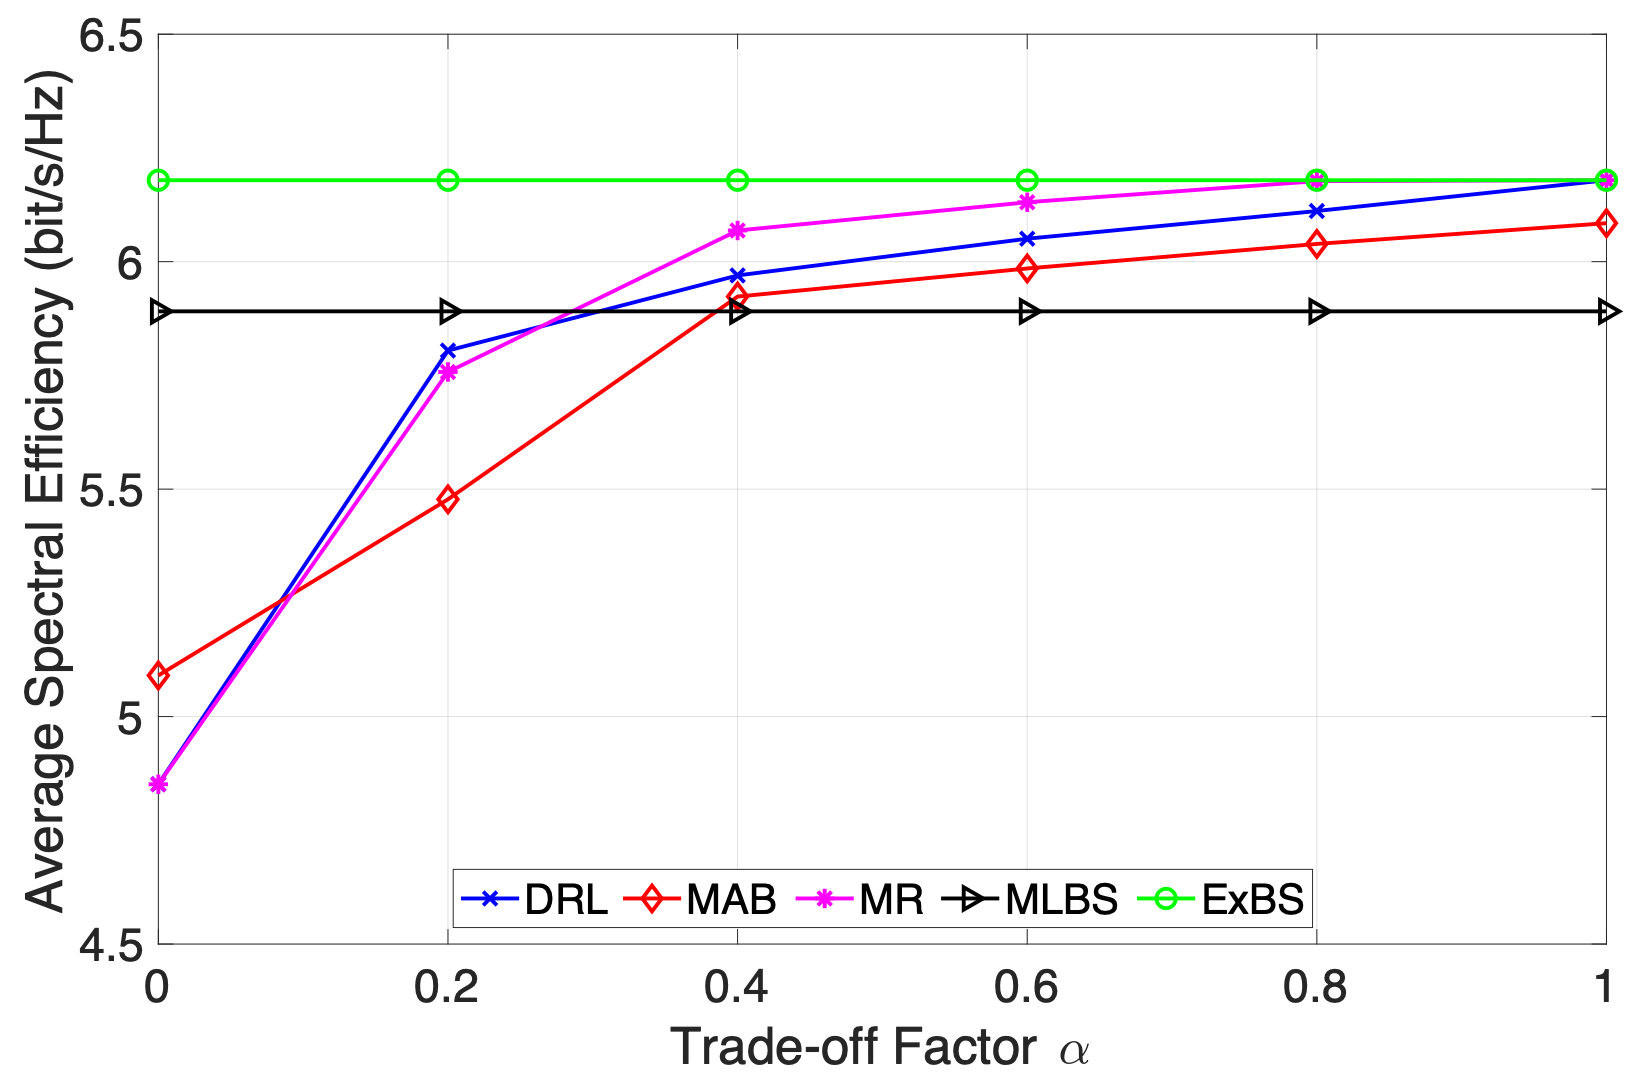 Average Spectral Efficiency (bit/s/Hz)
6.5
6
5.5
5
4.5
DRL MAB MR MLBS ExBS
0 0.2 0.4 0.6 0.8 1
Trade-off Factor α